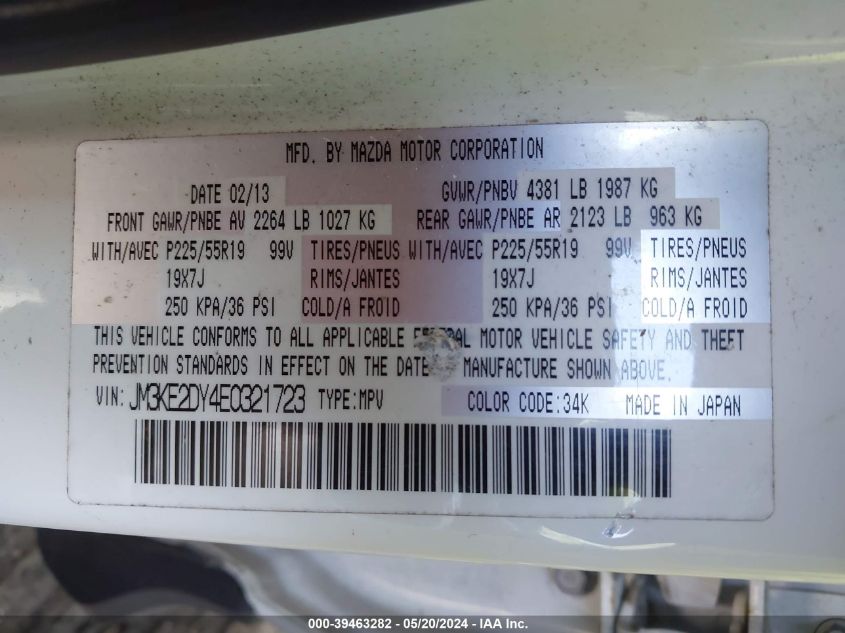 MFD. BY MAZDA MOTOR CORPORATION
DATE 02/13 GVWR/PNBV 4381 LB 1987 KG
FRONT GAWR/PNBE AV 2264 LB 1027 KG REAR GAWR/PNBE AR 2123 LB 963 KG
WITH/AVEC P225/55R19 99V TIRES/PNEUS WITH/AVEC P225/55R19 99V TIRES/PNEUS
19X7J RIMS/JANTES 19X7J RIMS/JANTES
250 KPA/36 PSI COLD/A FROID 250 KPA/36 PSI COLD/A FROID
THIS VEHICLE CONFORMS TO ALL APPLICABLE FEDERAL MOTOR VEHICLE SAFETY AND THEFT
PREVENTION STANDARDS IN EFFECT ON THE DATE MANUFACTURE SHOWN ABOVE.
VIN: JM3KE2DY4E0321723 TYPE:MPV COLOR CODE:34K MADE IN JAPAN
000-39463282 - 05/20/2024 - IAA Inc.